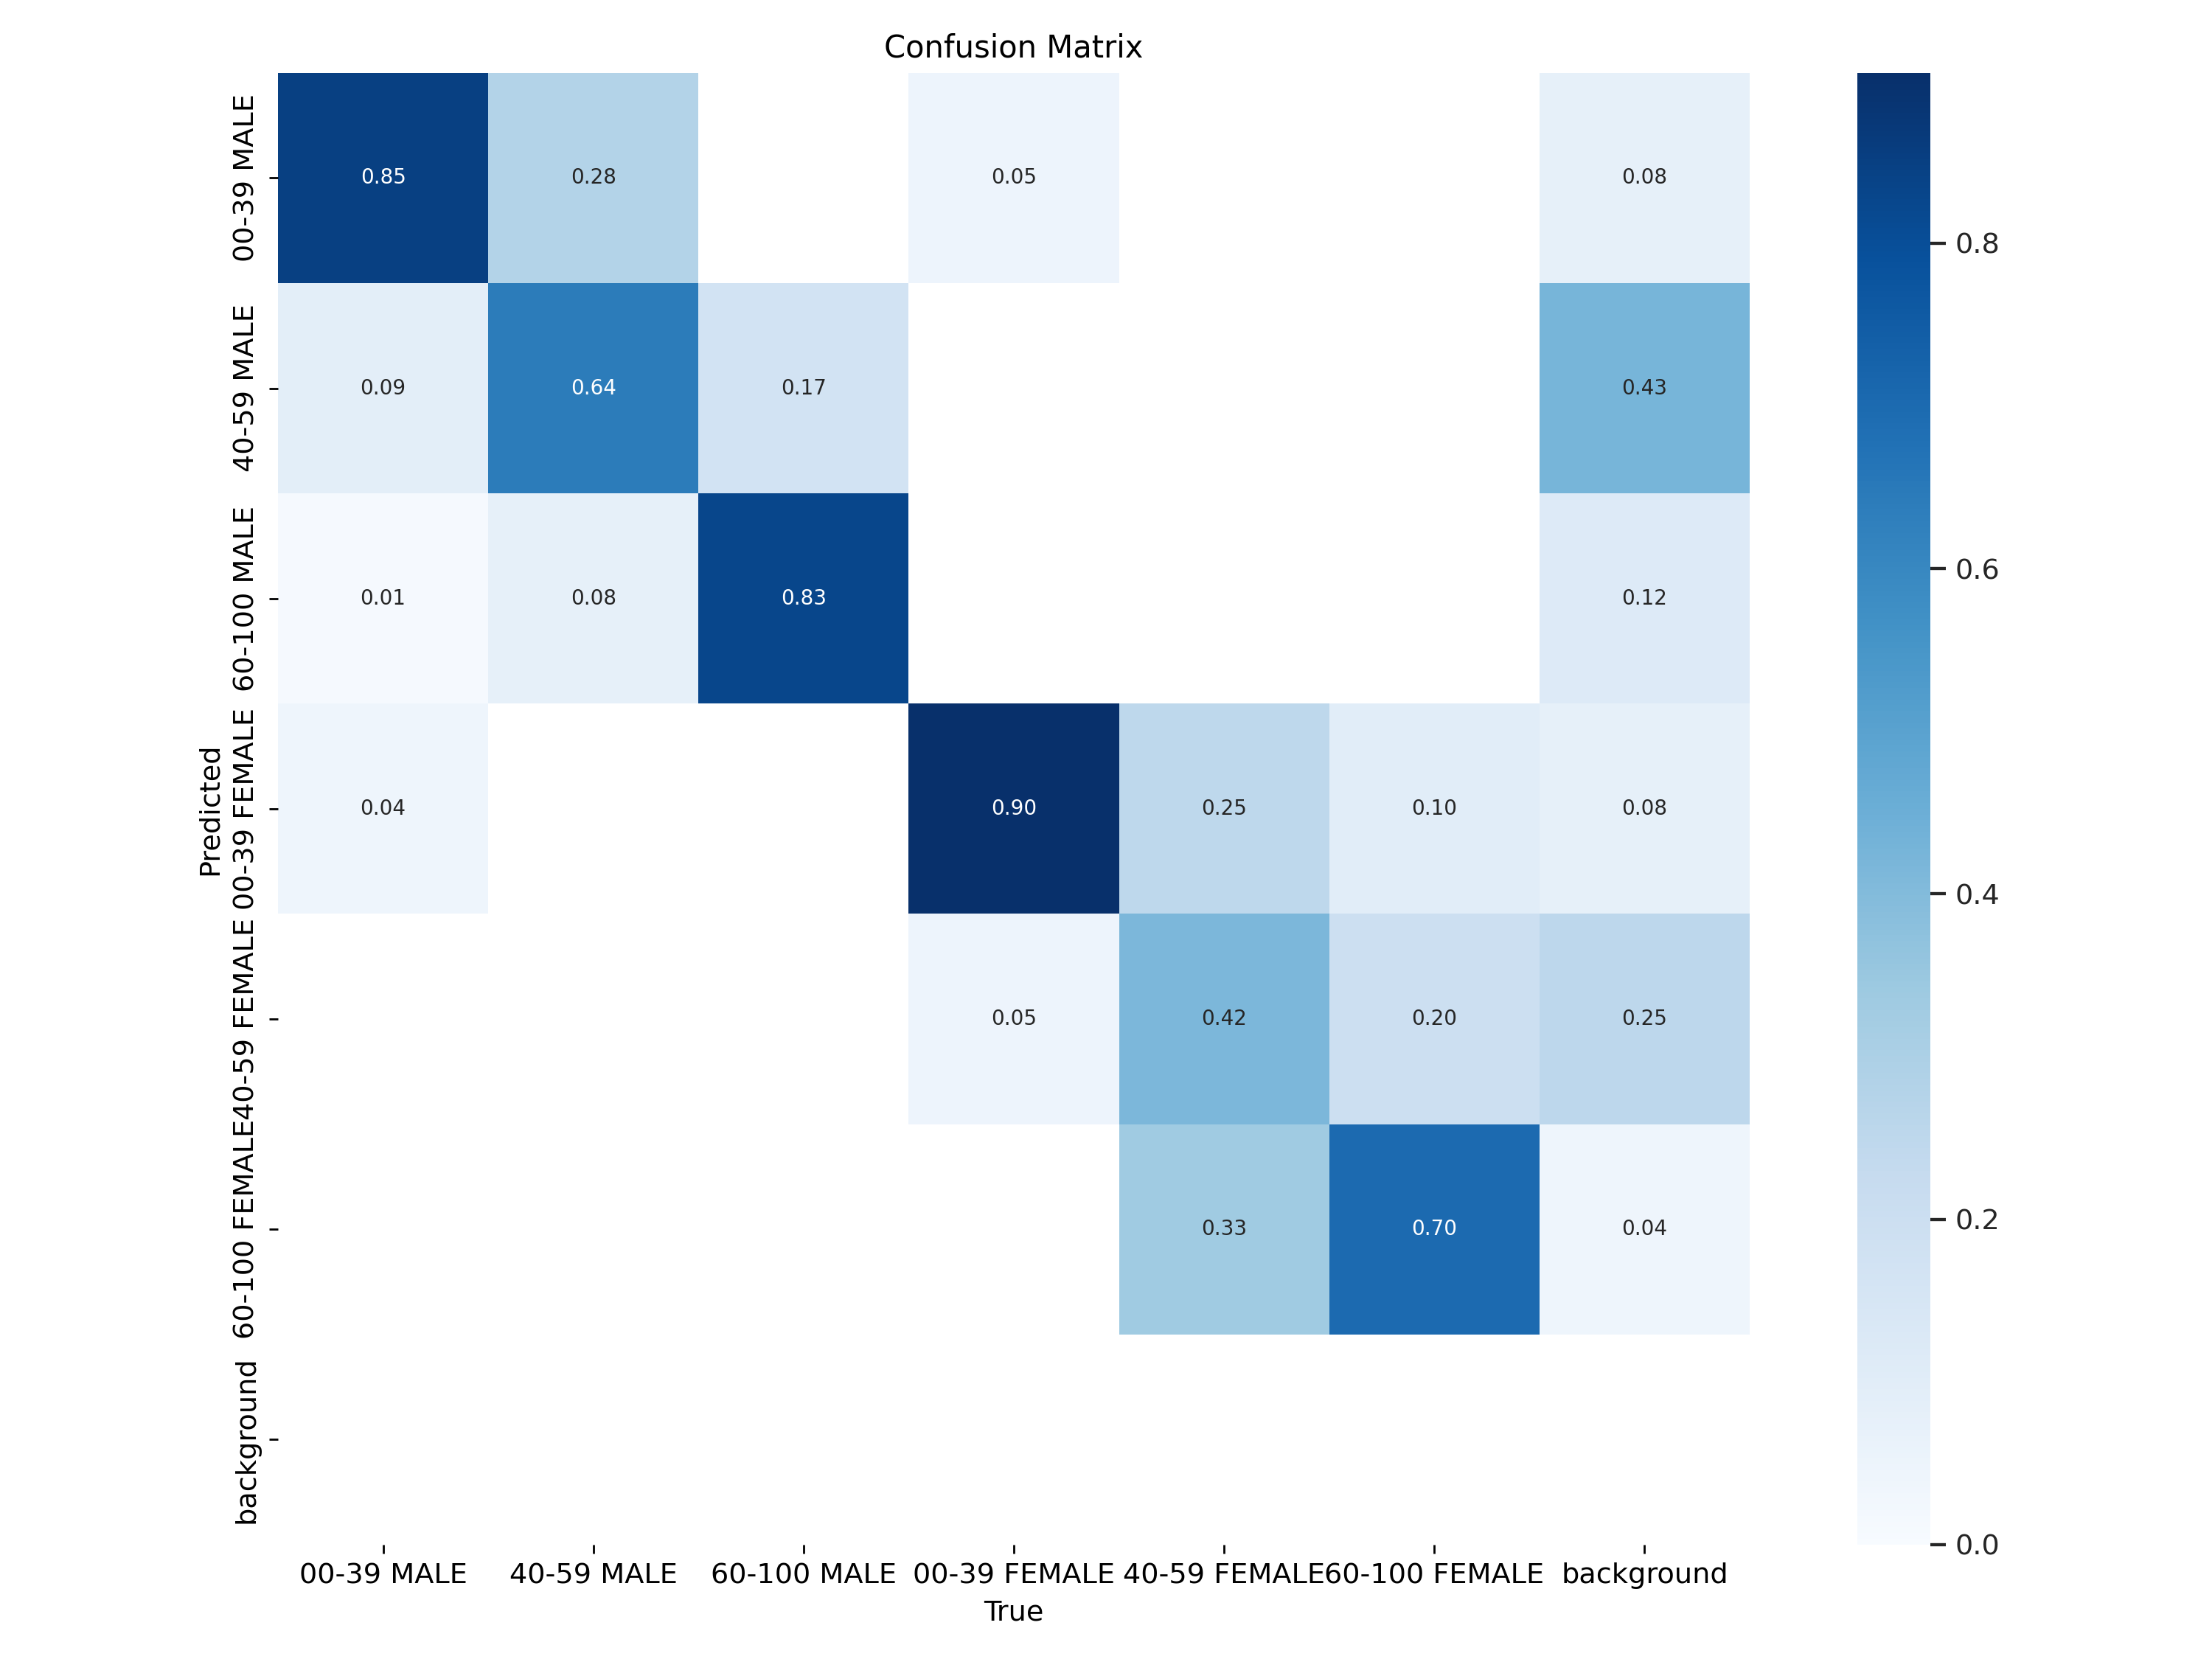 Confusion Matrix
00-39 MALE
0.85
0.28
0.05
0.08
0.8
40-59 MALE
0.09
0.64
0.17
0.43
0.6
60-100 MALE
0.01
0.08
0.83
0.12
Predicted
00-39 FEMALE
0.04
0.90
0.25
0.10
0.08
0.4
40-59 FEMALE
0.05
0.42
0.20
0.25
0.2
60-100 FEMALE
0.33
0.70
0.04
background
0.0
00-39 MALE
40-59 MALE
60-100 MALE
00-39 FEMALE
40-59 FEMALE
60-100 FEMALE
background
True